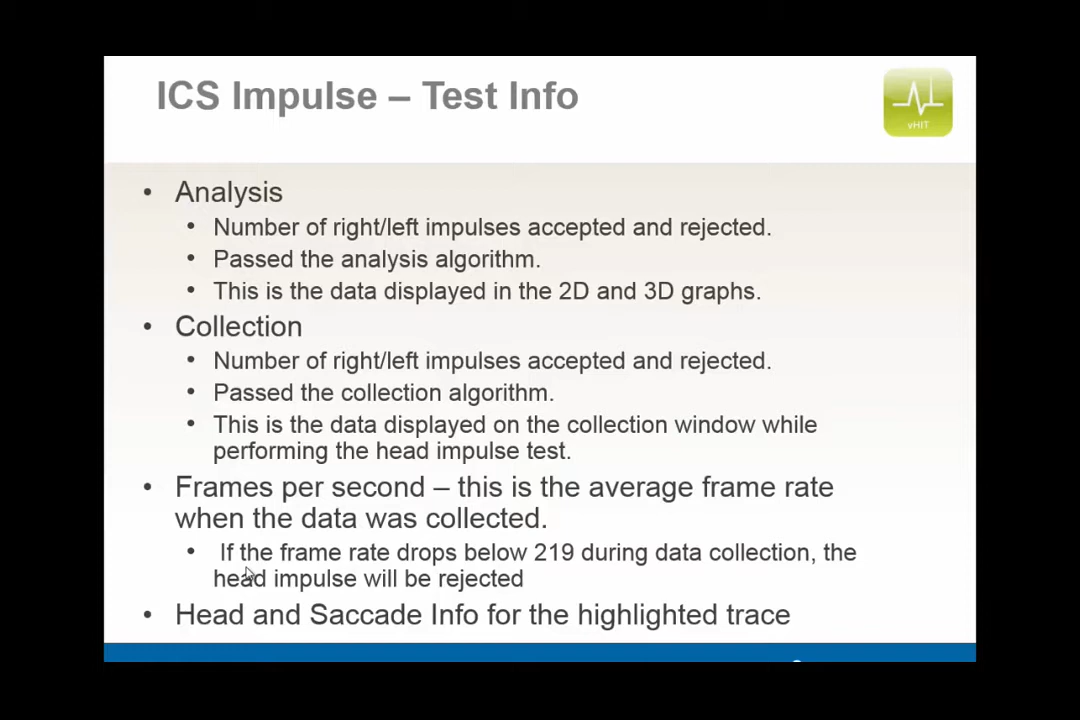 ICS Impulse – Test Info
vHIT
• Analysis
• Number of right/left impulses accepted and rejected.
• Passed the analysis algorithm.
• This is the data displayed in the 2D and 3D graphs.
• Collection
• Number of right/left impulses accepted and rejected.
• Passed the collection algorithm.
• This is the data displayed on the collection window while
performing the head impulse test.
• Frames per second – this is the average frame rate
when the data was collected.
• If the frame rate drops below 219 during data collection, the
head impulse will be rejected
• Head and Saccade Info for the highlighted trace